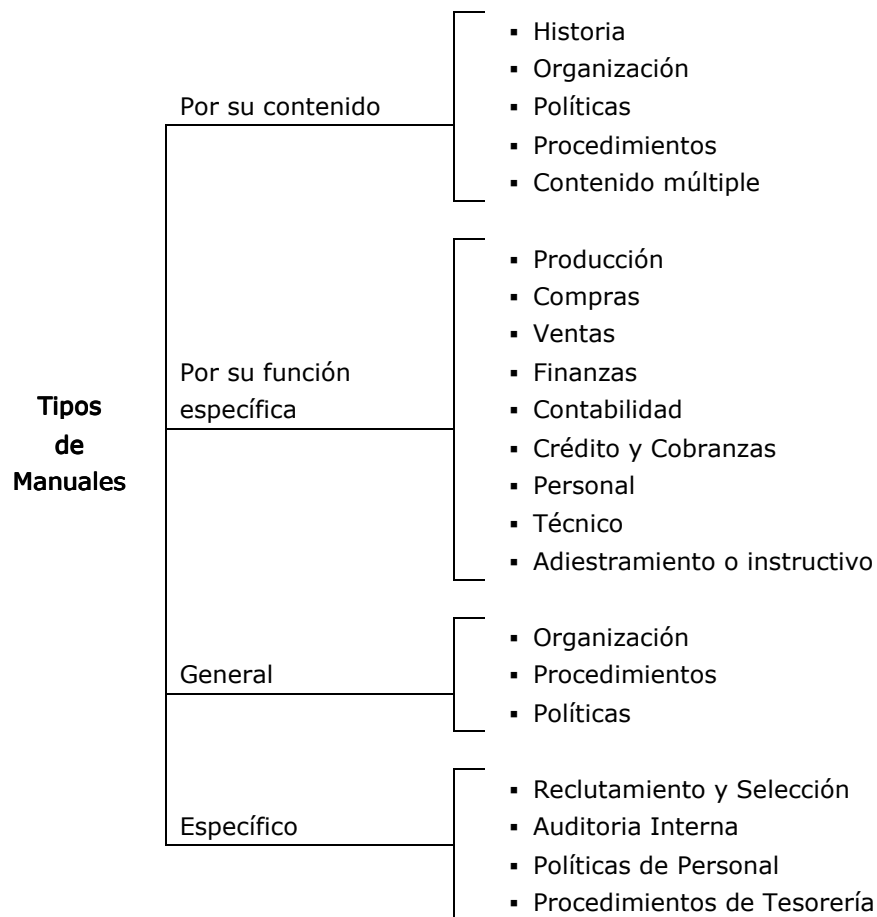 Tipos
de
Manuales
Por su contenido
▪ Historia
▪ Organización
▪ Políticas
▪ Procedimientos
▪ Contenido múltiple
Por su función
específica
▪ Producción
▪ Compras
▪ Ventas
▪ Finanzas
▪ Contabilidad
▪ Crédito y Cobranzas
▪ Personal
▪ Técnico
▪ Adiestramiento o instructivo
General
▪ Organización
▪ Procedimientos
▪ Políticas
Específico
▪ Reclutamiento y Selección
▪ Auditoria Interna
▪ Políticas de Personal
▪ Procedimientos de Tesorería